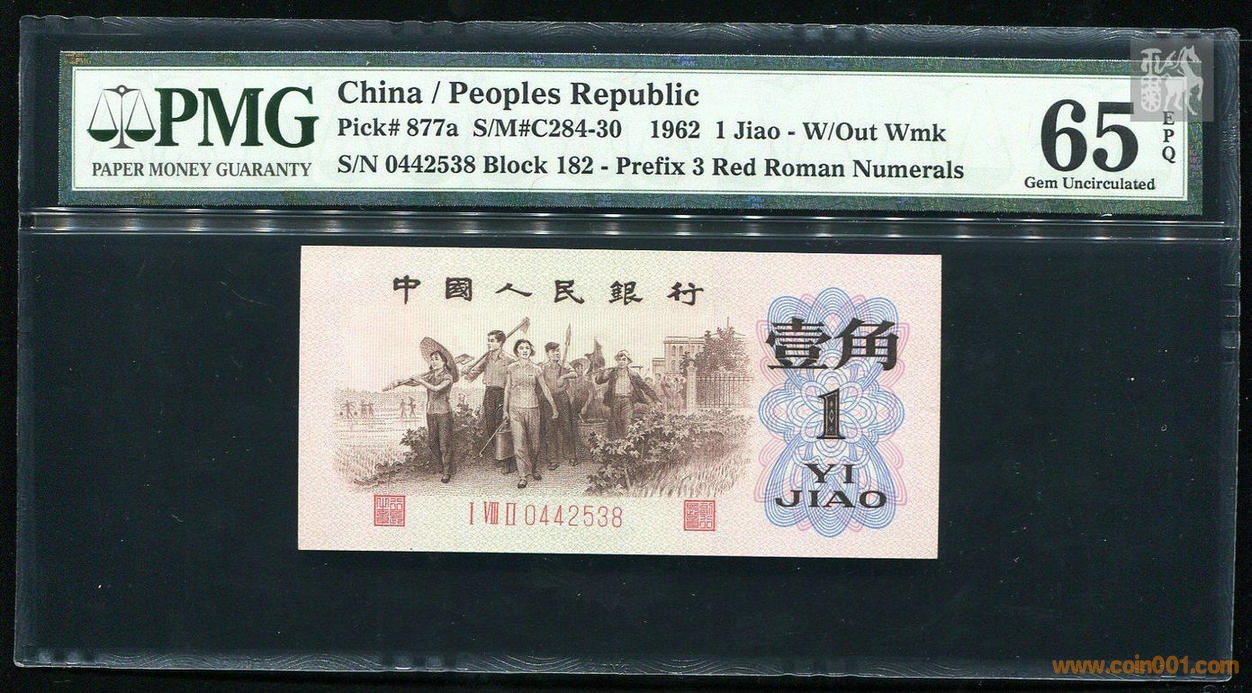 PMG
PAPER MONEY GUARANTY
China / Peoples Republic
Pick# 877a S/M#C284-30 1962 1 Jiao - W/Out Wmk
S/N 0442538 Block 182 - Prefix 3 Red Roman Numerals
65
EPQ
Gem Uncirculated
中國人民銀行
壹角
1
YI
JIAO
I VIII II 0442538
www.coin001.com